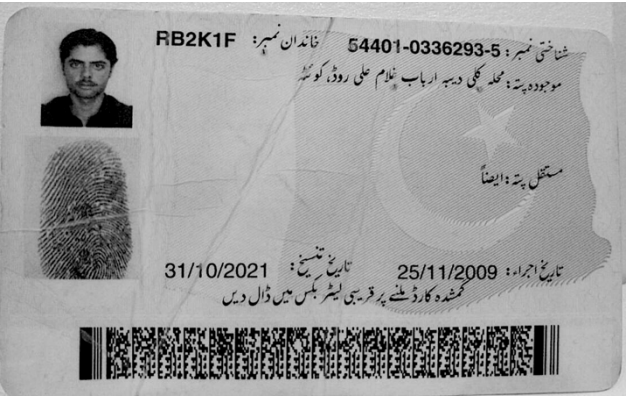 شناختی نمبر: 54401-0336293-5 خاندان نمبر: RB2K1F
موجودہ پتہ: محلہ کلی دیبہ ارباب غلام علی روڈ، کوئٹہ
مستقل پتہ: ایضاً
تاریخ اجراء: 25/11/2009 تاریخ تنسیخ: 31/10/2021
گمشدہ کارڈ ملنے پر قریبی لیٹر بکس میں ڈال دیں